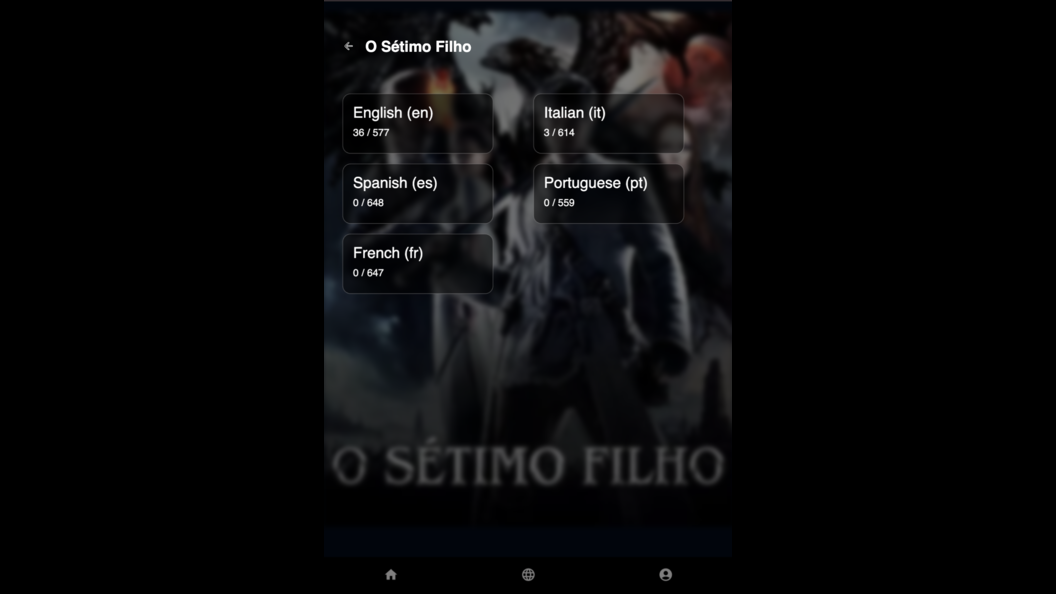 O Sétimo Filho
English (en)
36 / 577
Italian (it)
3 / 614
Spanish (es)
0 / 648
Portuguese (pt)
0 / 559
French (fr)
0 / 647
O SÉTIMO FILHO